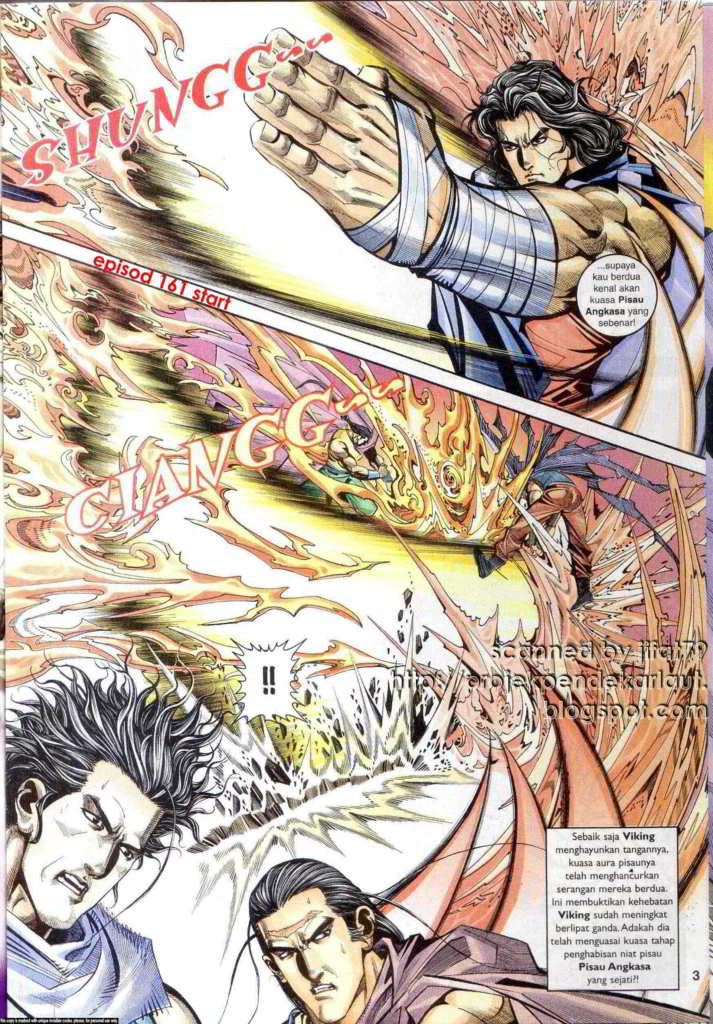 SHUNGG~~
...supaya
kau berdua
kenal akan
kuasa Pisau
Angkasa yang
sebenar!
episod 161 start
CIANGG~~
!!
scanned by jifai79
http://projekpendekarlaut.
blogspot.com
Sebaik saja Viking
menghayunkan tangannya,
kuasa aura pisaunya
telah menghancurkan
serangan mereka berdua.
Ini membuktikan kehebatan
Viking sudah meningkat
berlipat ganda. Adakah dia
telah menguasai kuasa tahap
penghabisan niat pisau
Pisau Angkasa
yang sejati?!
3